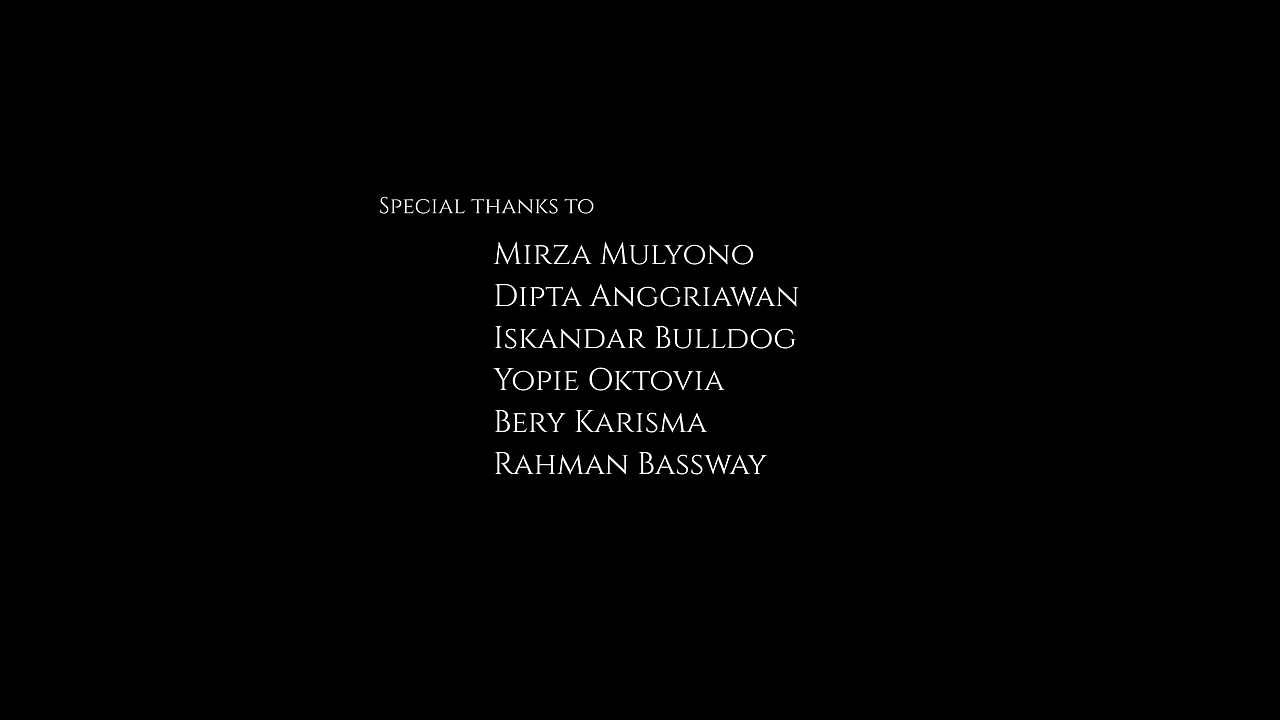 Special thanks to
Mirza Mulyono
Dipta Anggriawan
Iskandar Bulldog
Yopie Oktovia
Bery Karisma
Rahman Bassway